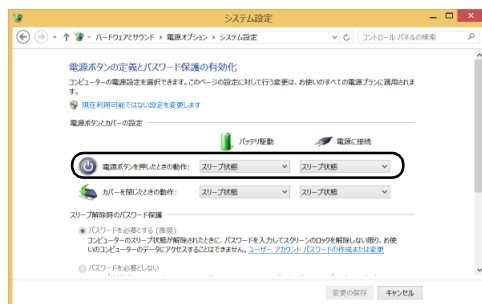 システム設定
ハードウェアとサウンド ▸ 電源オプション ▸ システム設定
コントロール パネルの検索
電源ボタンの定義とパスワード保護の有効化
コンピューターの電源設定を選択できます。このページの設定に対して行う変更は、お使いのすべての電源プランに適用されま
す。
現在利用可能ではない設定を変更します
電源ボタンとカバーの設定
バッテリ駆動 電源に接続
電源ボタンを押したときの動作: スリープ状態 スリープ状態
カバーを閉じたときの動作: スリープ状態 スリープ状態
スリープ解除時のパスワード保護
パスワードを必要とする (推奨)
コンピューターのスリープ状態が解除されたときに、パスワードを入力してスクリーンのロックを解除しない限り、お使
いのコンピューターのデータにアクセスすることはできません。ユーザー アカウント パスワードの作成または変更
パスワードを必要としない
変更の保存 キャンセル